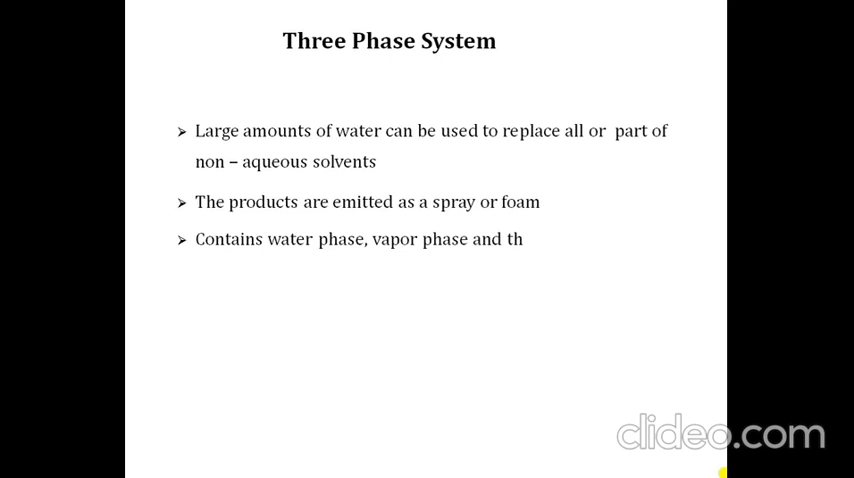 Three Phase System
➢ Large amounts of water can be used to replace all or part of
non – aqueous solvents
➢ The products are emitted as a spray or foam
➢ Contains water phase, vapor phase and th
clideo.com